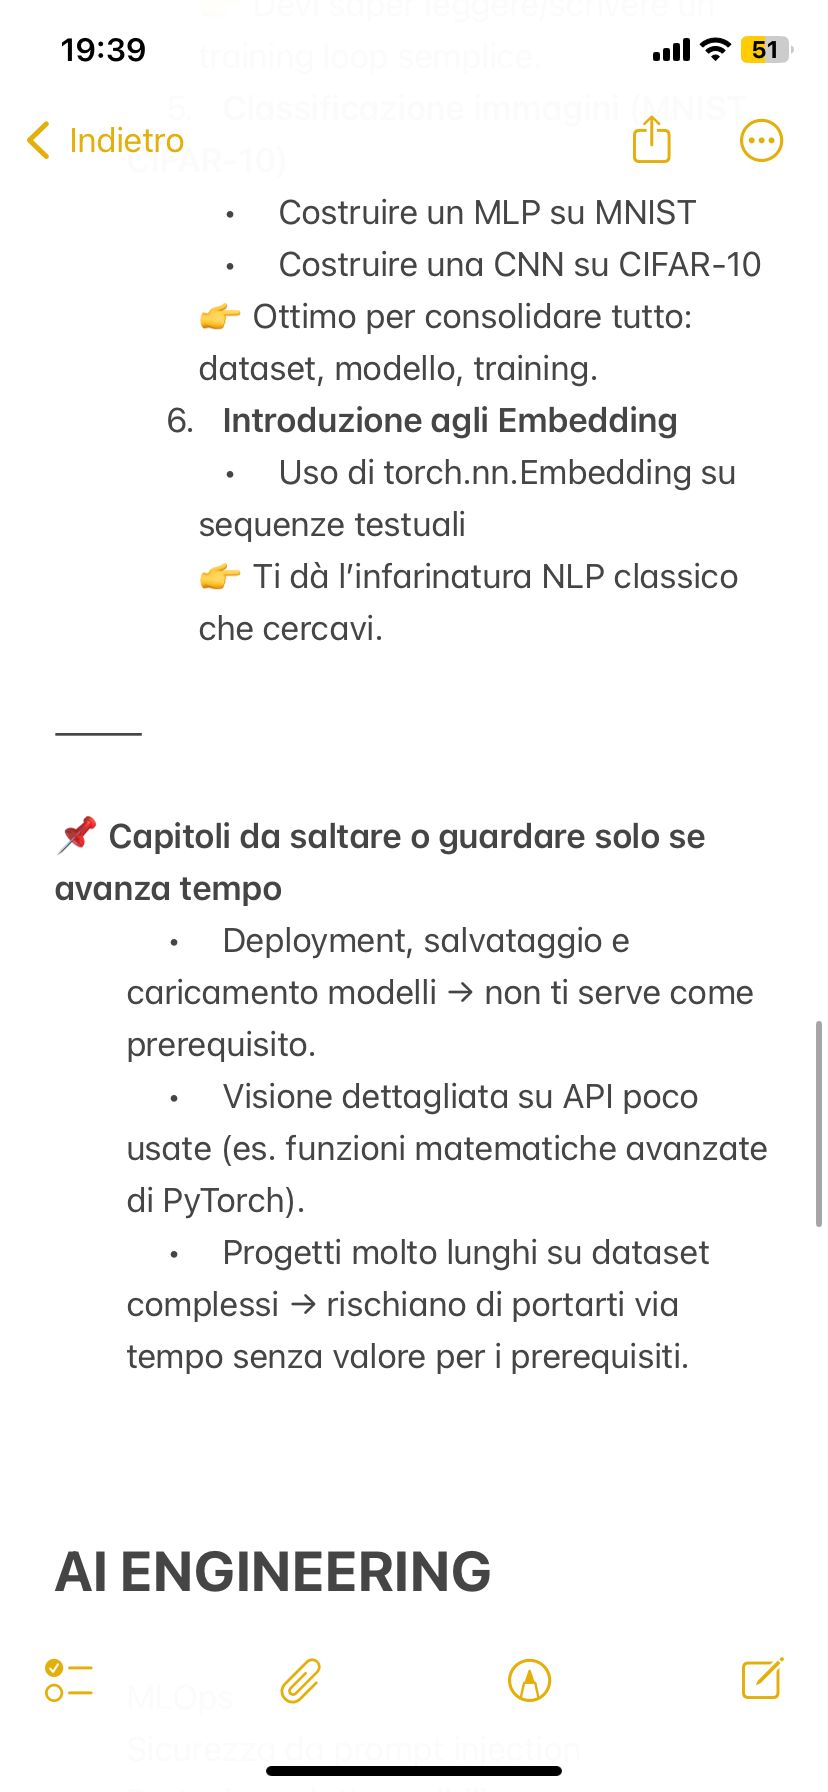 👉 Devi saper leggere/scrivere un
19:39
51
training loop semplice.
5. Classificazione immagini (MNIST,
Indietro
CIFAR-10)
• Costruire un MLP su MNIST
• Costruire una CNN su CIFAR-10
👉 Ottimo per consolidare tutto:
dataset, modello, training.
6. Introduzione agli Embedding
• Uso di torch.nn.Embedding su
sequenze testuali
👉 Ti dà l’infarinatura NLP classico
che cercavi.
📌 Capitoli da saltare o guardare solo se
avanza tempo
• Deployment, salvataggio e
caricamento modelli → non ti serve come
prerequisito.
• Visione dettagliata su API poco
usate (es. funzioni matematiche avanzate
di PyTorch).
• Progetti molto lunghi su dataset
complessi → rischiano di portarti via
tempo senza valore per i prerequisiti.
AI ENGINEERING
MLOps
Sicurezza da prompt injection